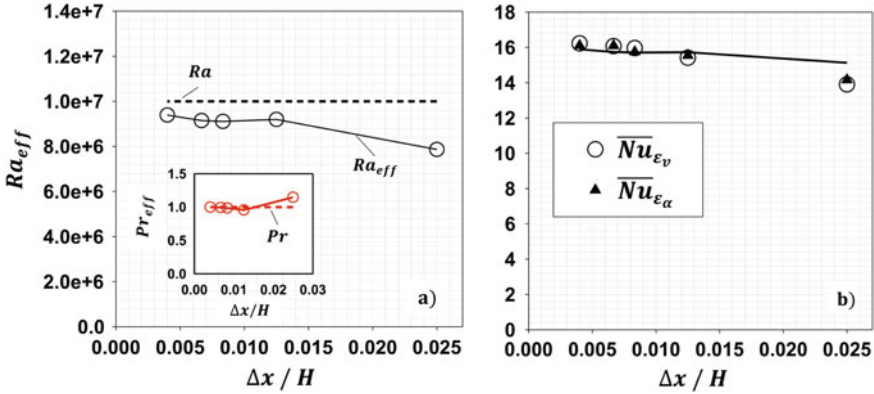 1.4e+7
1.2e+7
1.0e+7
8.0e+6
6.0e+6
4.0e+6
2.0e+6
0.0
Ra_eff
Ra
Ra_eff
1.5
1.0
0.5
0.0
Pr_eff
Pr
0.00 0.01 0.02 0.03
Δx/H
a)
0.000 0.005 0.010 0.015 0.020 0.025
Δx / H
18
16
14
12
10
8
6
4
2
0
Nu_εv
Nu_εα
b)
0.000 0.005 0.010 0.015 0.020 0.025
Δx / H